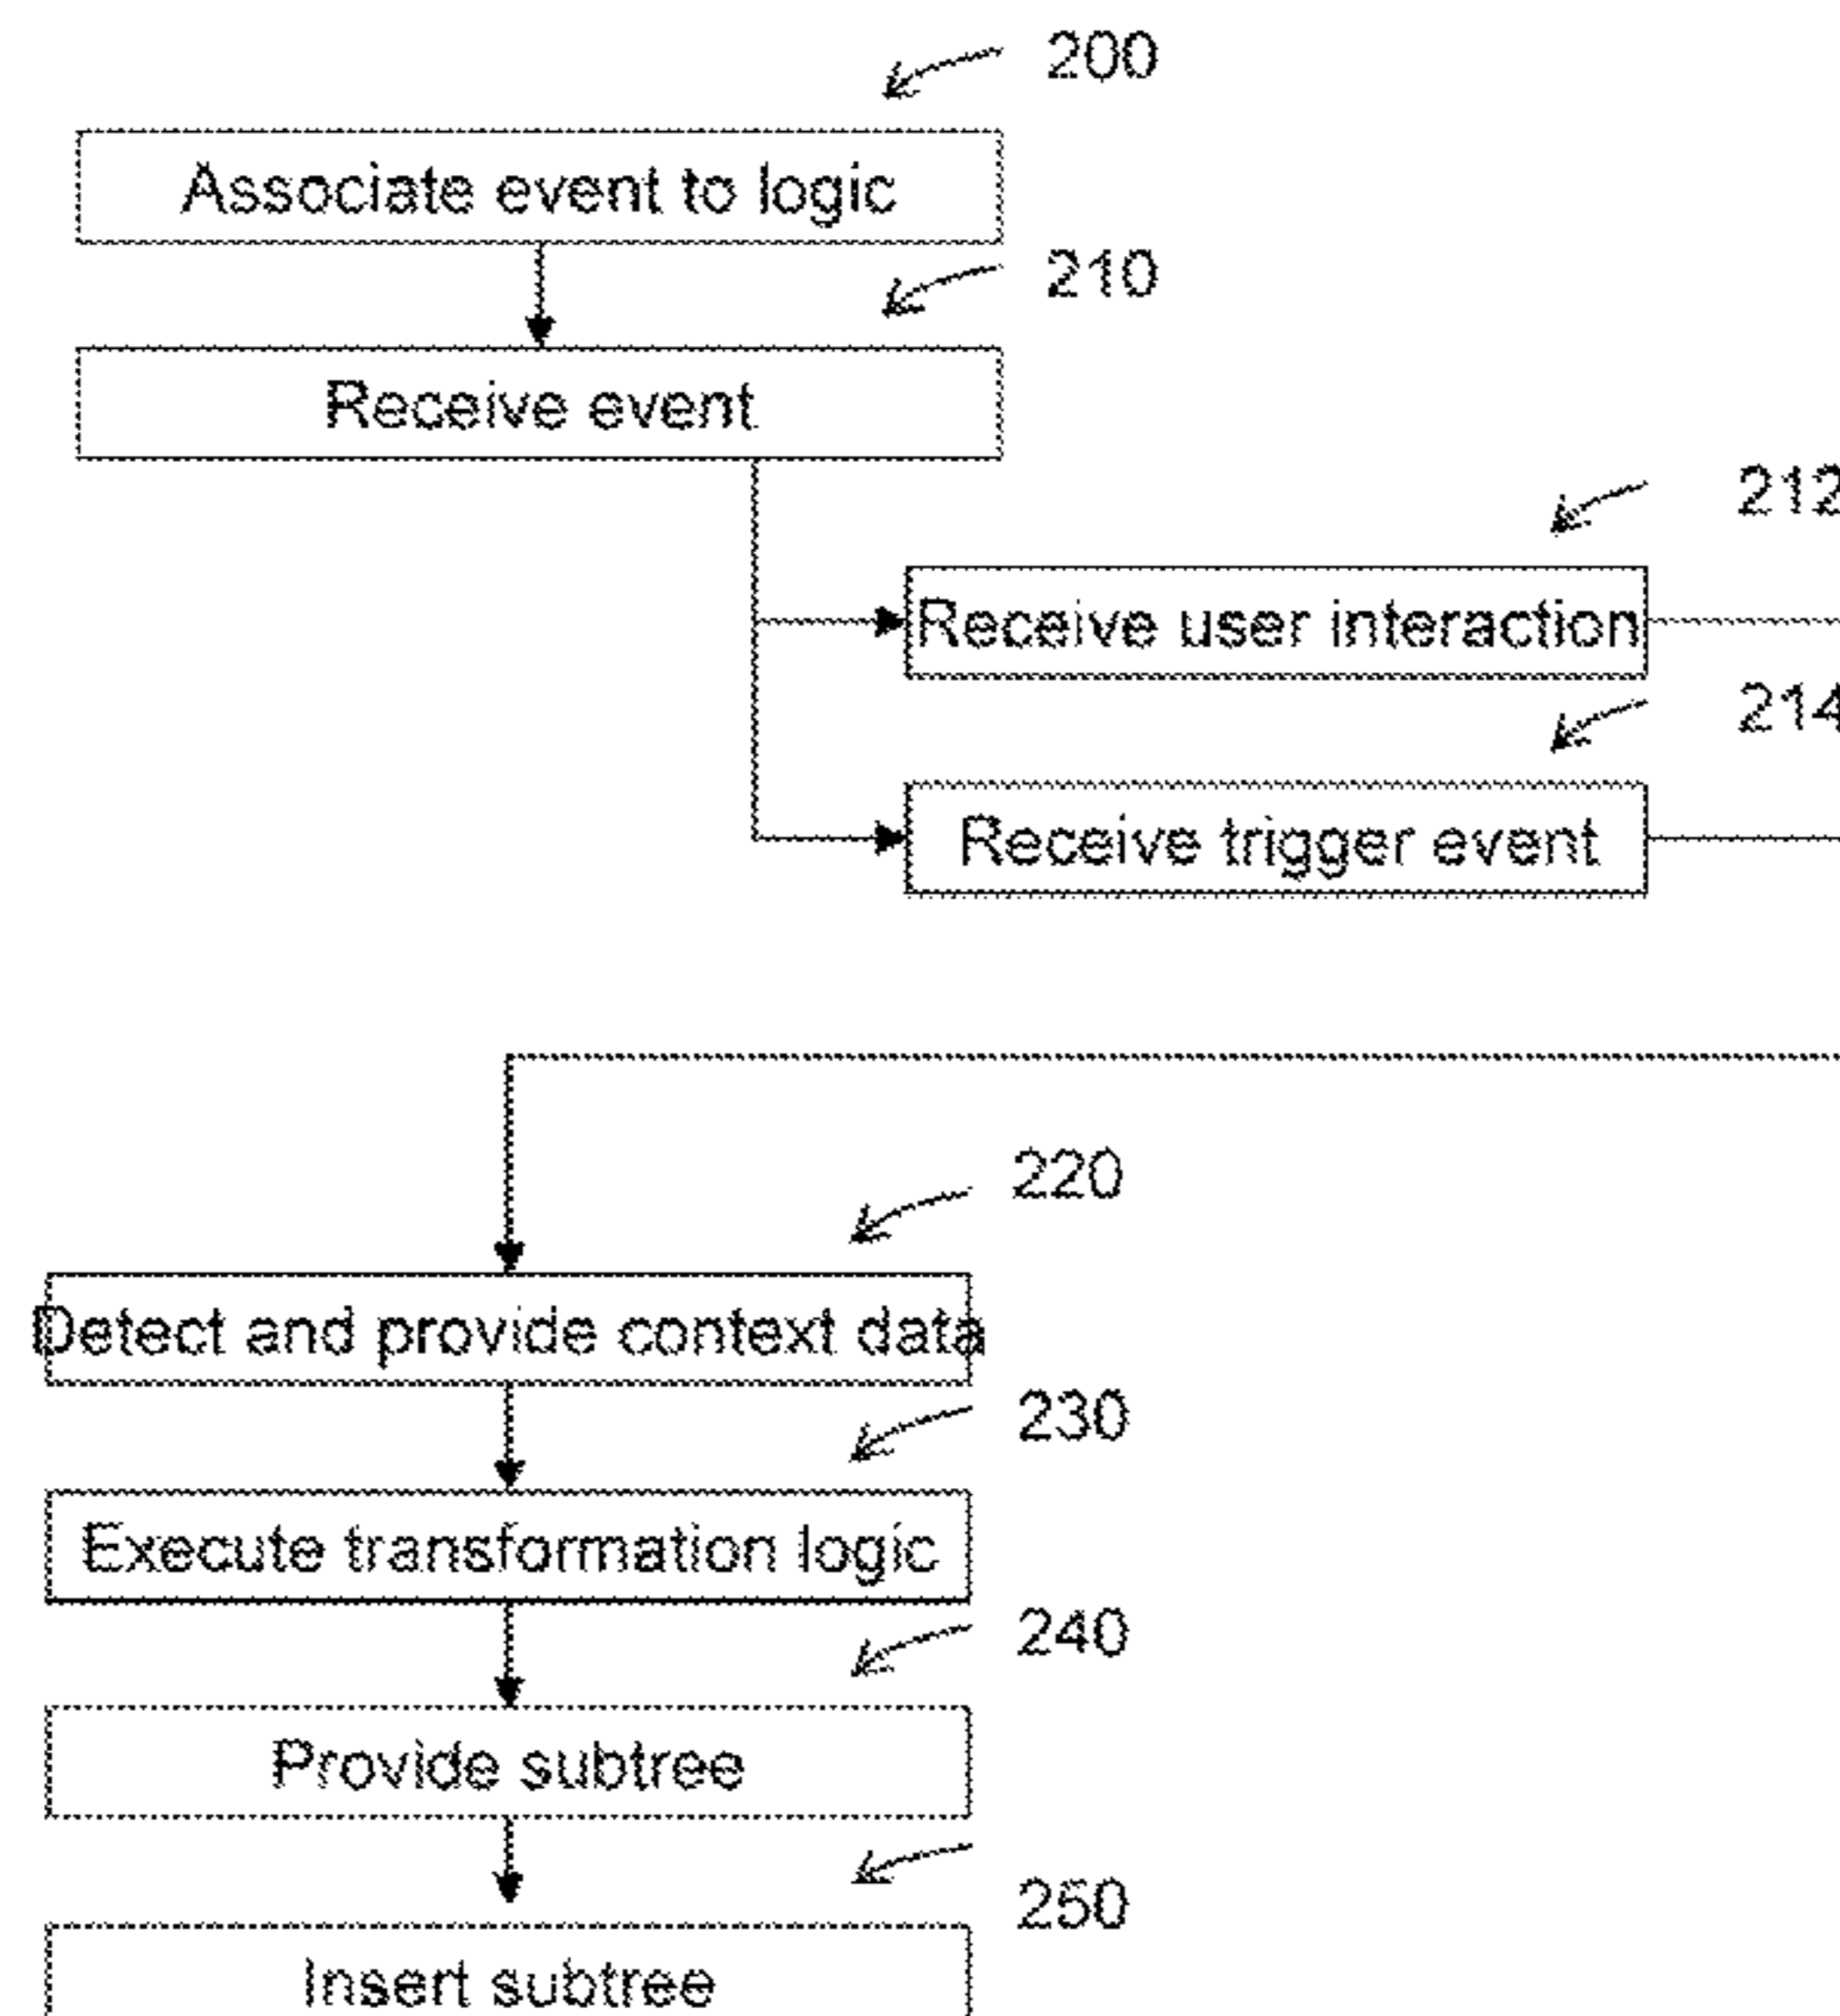 200
Associate event to logic
210
Receive event
212
Receive user interaction
214
Receive trigger event
220
Detect and provide context data
230
Execute transformation logic
240
Provide subtree
250
Insert subtree